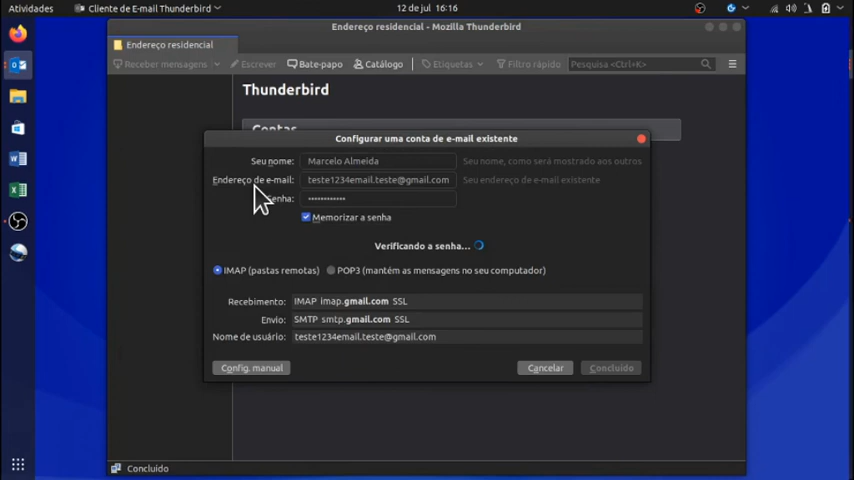 Atividades Cliente de E-mail Thunderbird 12 de jul 16:16
Endereço residencial - Mozilla Thunderbird
Endereço residencial
Receber mensagens Escrever Bate-papo Catálogo Etiquetas Filtro rápido Pesquisa <Ctrl+K>
Thunderbird
Contas
Configurar uma conta de e-mail existente
Seu nome: Marcelo Almeida Seu nome, como será mostrado aos outros
Endereço de e-mail: teste1234email.teste@gmail.com Seu endereço de e-mail existente
Senha: ••••••••••••
Memorizar a senha
Verificando a senha...
IMAP (pastas remotas) POP3 (mantém as mensagens no seu computador)
Recebimento: IMAP imap.gmail.com SSL
Envio: SMTP smtp.gmail.com SSL
Nome de usuário: teste1234email.teste@gmail.com
Config. manual Cancelar Concluído
Concluído